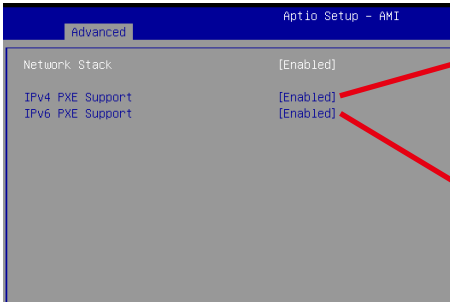 Aptio Setup – AMI
Advanced
Network Stack [Enabled]
IPv4 PXE Support [Enabled]
IPv6 PXE Support [Enabled]